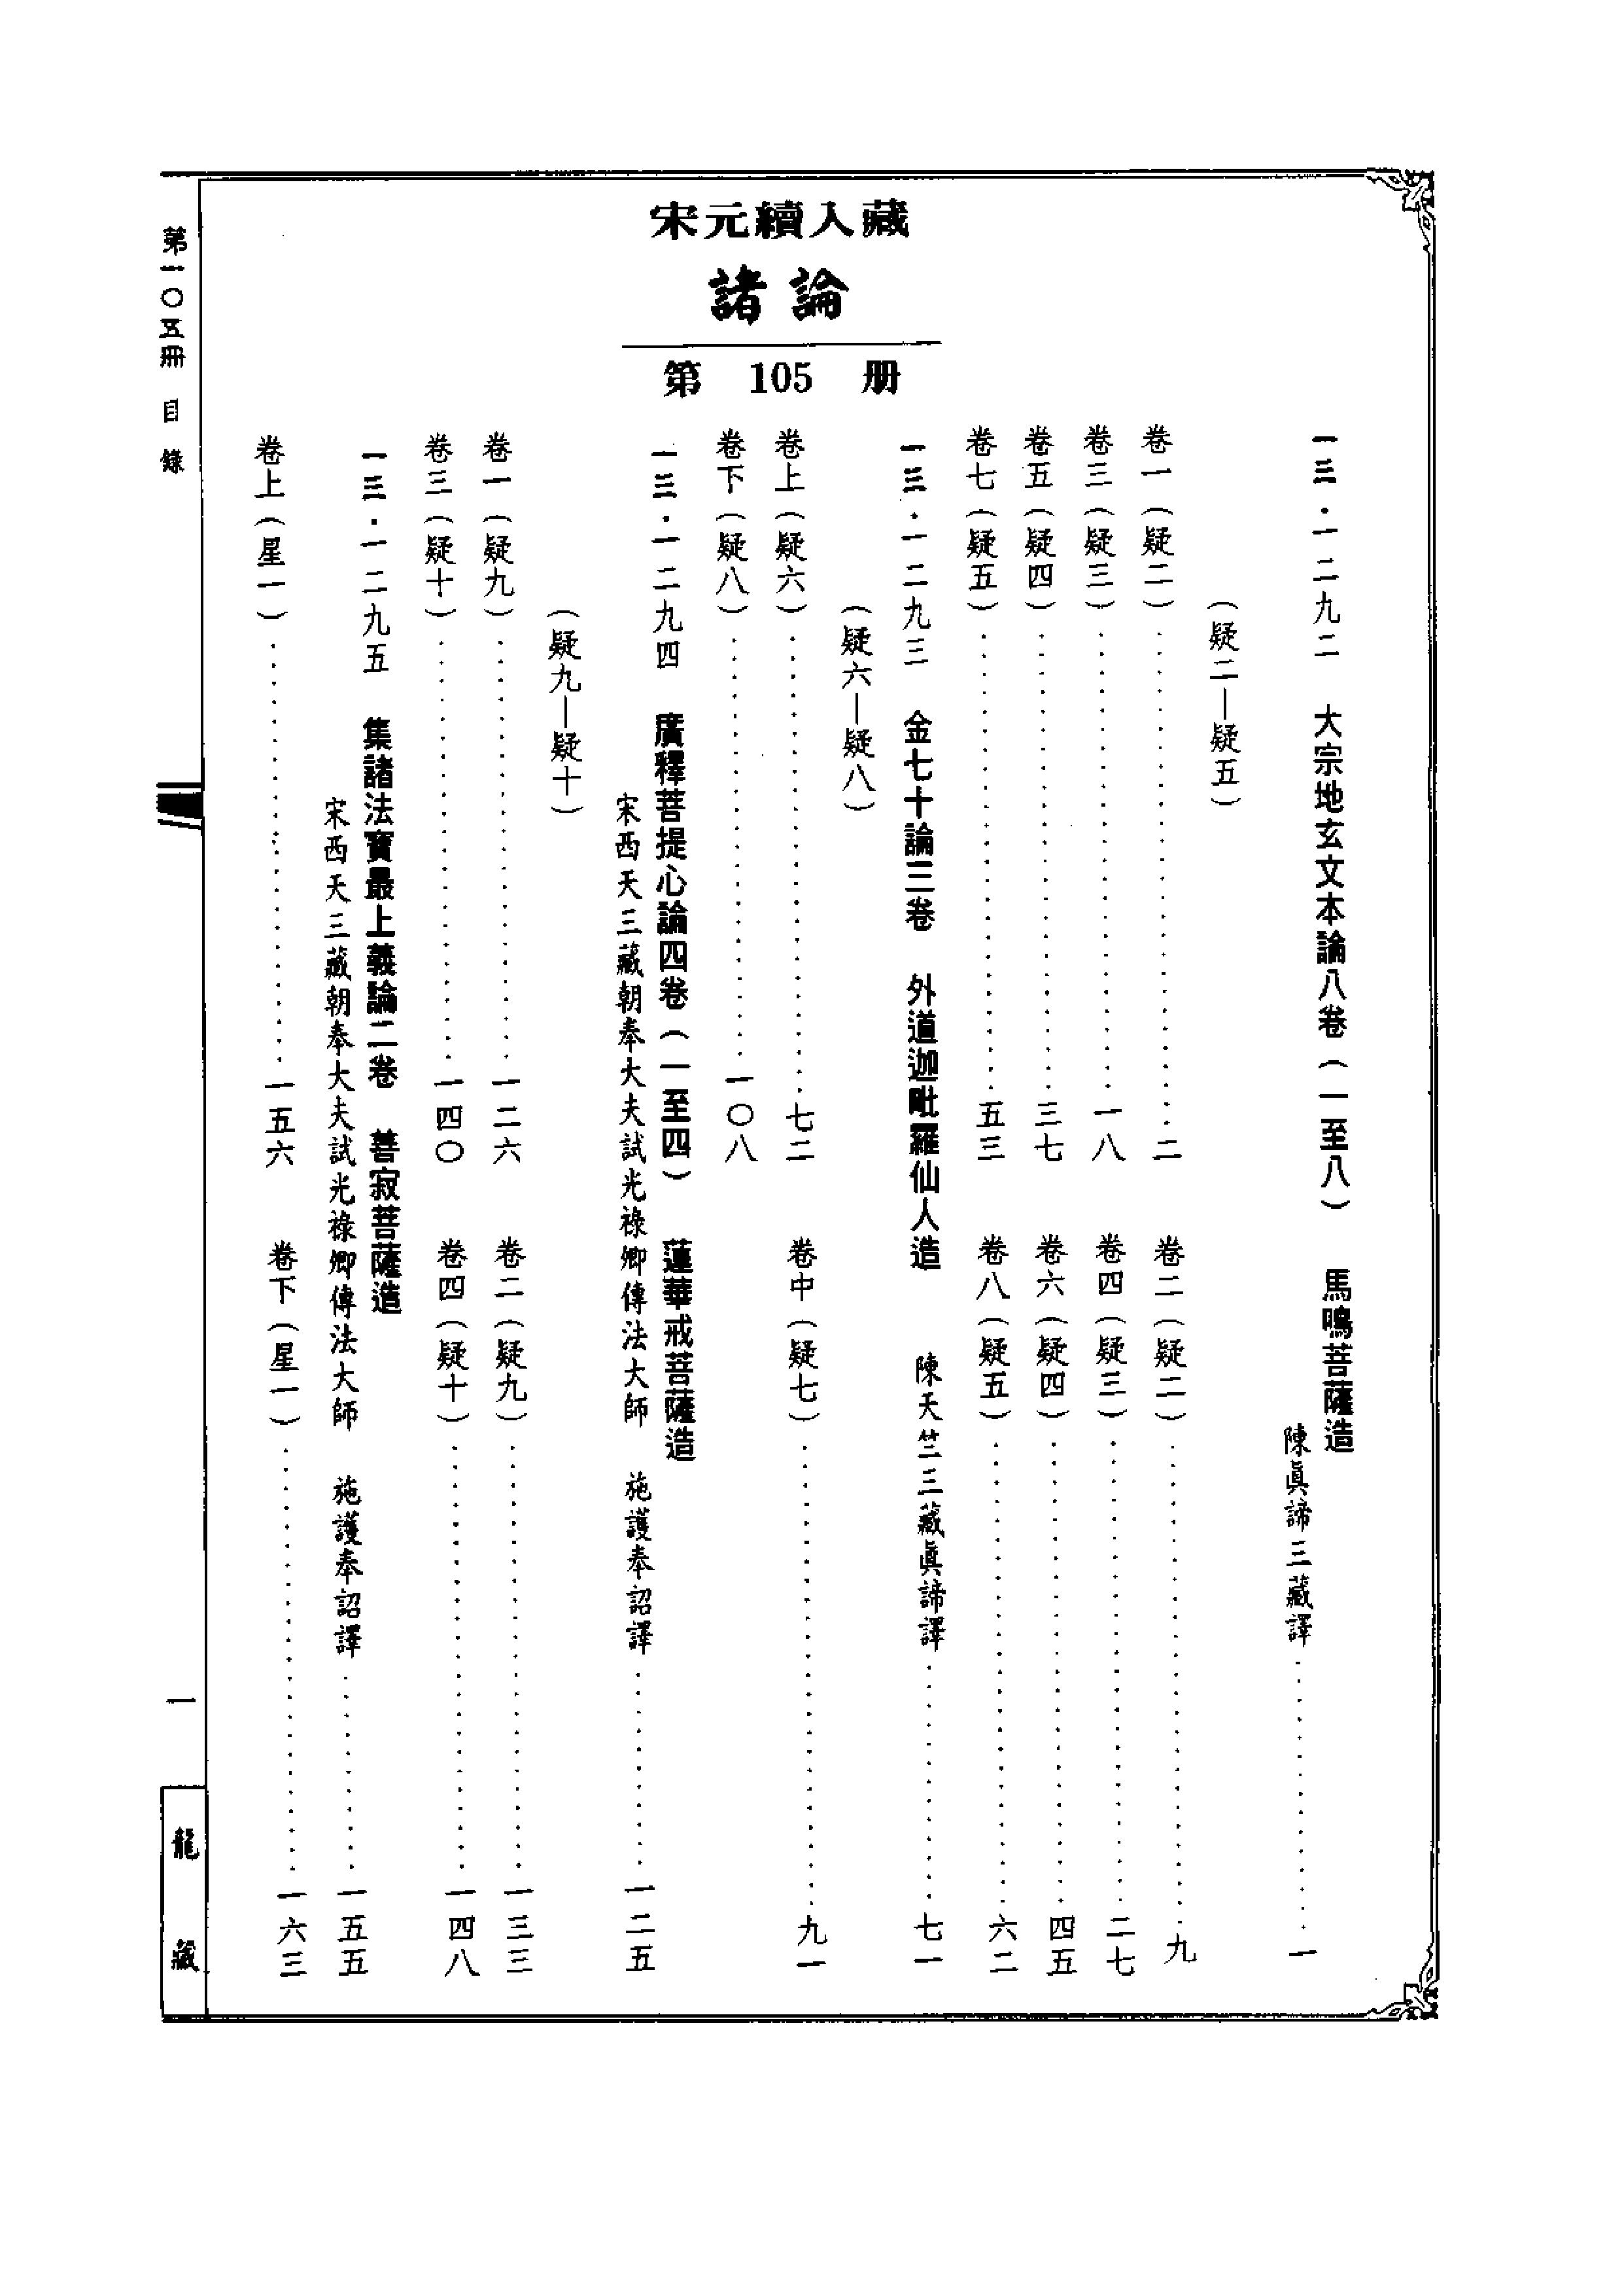 宋元續入藏
諸論
第 105 册
一三·一二九二 大宗地玄文本論八卷（一至八） 馬鳴菩薩造
陳眞諦三藏譯……一
（疑二—疑五）
卷一（疑二）……二 卷二（疑二）……九
卷三（疑三）……一八 卷四（疑三）……二七
卷五（疑四）……三七 卷六（疑四）……四五
卷七（疑五）……五三 卷八（疑五）……六二
一三·一二九三 金七十論三卷 外道迦毗羅仙人造 陳天竺三藏眞諦譯……七一
（疑六—疑八）
卷上（疑六）……七二 卷中（疑七）……九一
卷下（疑八）……一〇八
一三·一二九四 廣釋菩提心論四卷（一至四） 蓮華戒菩薩造
宋西天三藏朝奉大夫試光祿卿傳法大師 施護奉詔譯……一二五
（疑九—疑十）
卷一（疑九）……一二六 卷二（疑九）……一三三
卷三（疑十）……一四〇 卷四（疑十）……一四八
一三·一二九五 集諸法寶最上義論二卷 善寂菩薩造
宋西天三藏朝奉大夫試光祿卿傳法大師 施護奉詔譯……一五五
卷上（星一）……一五六 卷下（星一）……一六三
第一〇五冊 目錄
一
龍藏